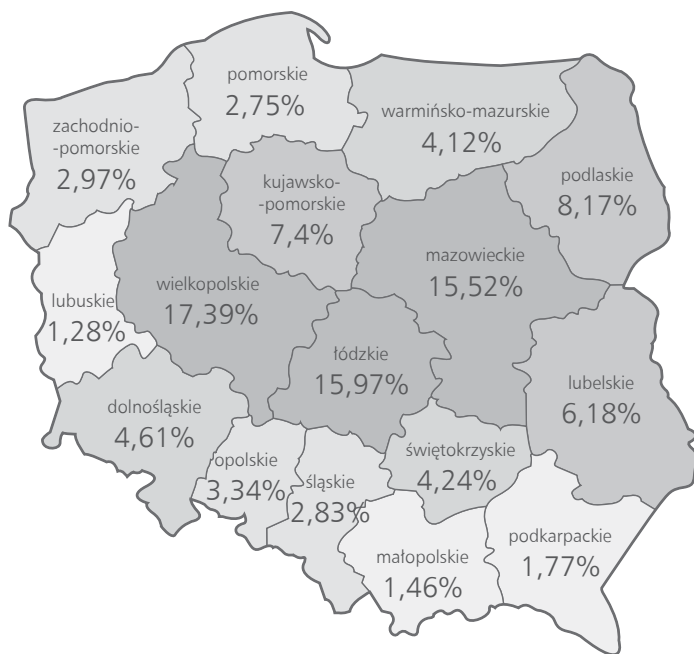 pomorskie
2,75%
warmińsko-mazurskie
4,12%
zachodnio-
-pomorskie
2,97%
podlaskie
8,17%
kujawsko-
-pomorskie
7,4%
mazowieckie
15,52%
wielkopolskie
17,39%
lubuskie
1,28%
łódzkie
15,97%
lubelskie
6,18%
dolnośląskie
4,61%
świętokrzyskie
4,24%
opolskie
3,34%
śląskie
2,83%
podkarpackie
1,77%
małopolskie
1,46%